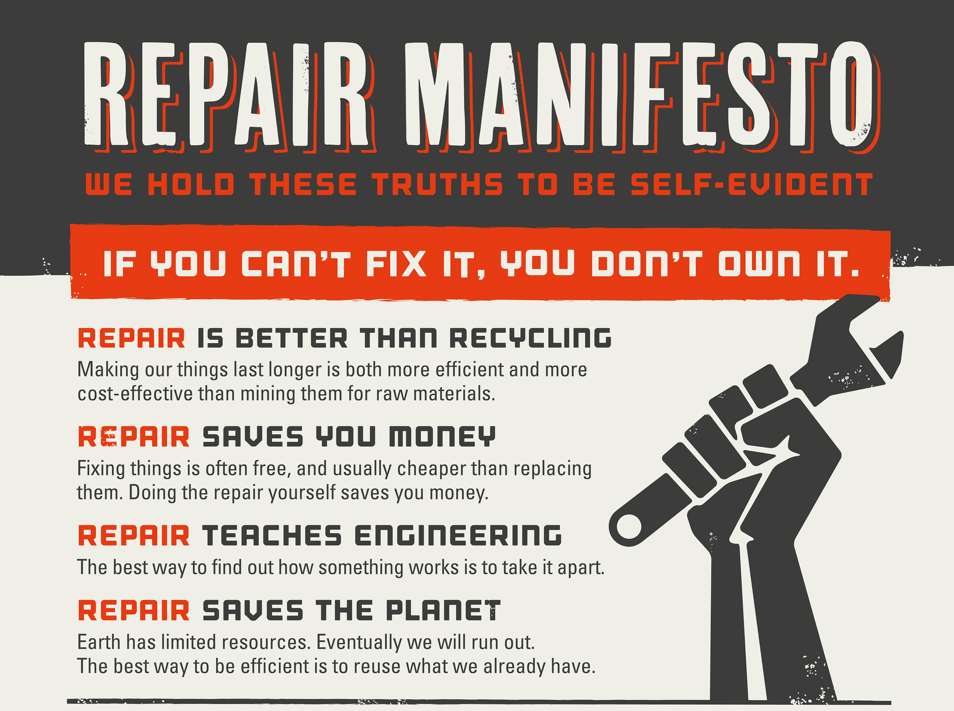 REPAIR MANIFESTO
WE HOLD THESE TRUTHS TO BE SELF-EVIDENT
IF YOU CAN'T FIX IT, YOU DON'T OWN IT.
REPAIR IS BETTER THAN RECYCLING
Making our things last longer is both more efficient and more
cost-effective than mining them for raw materials.
REPAIR SAVES YOU MONEY
Fixing things is often free, and usually cheaper than replacing
them. Doing the repair yourself saves you money.
REPAIR TEACHES ENGINEERING
The best way to find out how something works is to take it apart.
REPAIR SAVES THE PLANET
Earth has limited resources. Eventually we will run out.
The best way to be efficient is to reuse what we already have.